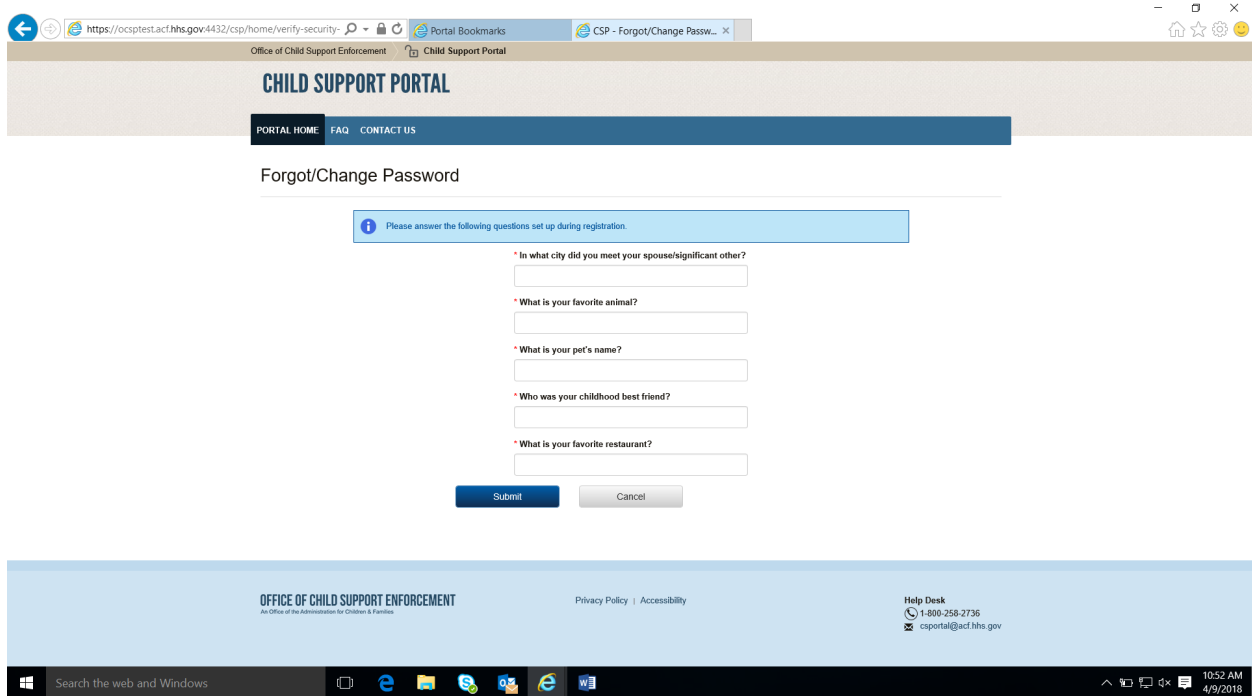 https://ocsptest.acf.hhs.gov:4432/csp/home/verify-security-
Portal Bookmarks
CSP - Forgot/Change Passw...
Office of Child Support Enforcement
Child Support Portal
CHILD SUPPORT PORTAL
PORTAL HOME FAQ CONTACT US
Forgot/Change Password
Please answer the following questions set up during registration.
* In what city did you meet your spouse/significant other?
* What is your favorite animal?
* What is your pet's name?
* Who was your childhood best friend?
* What is your favorite restaurant?
Submit Cancel
OFFICE OF CHILD SUPPORT ENFORCEMENT
An Office of the Administration for Children & Families
Privacy Policy | Accessibility
Help Desk
1-800-258-2736
csportal@acf.hhs.gov
Search the web and Windows
10:52 AM
4/9/2018